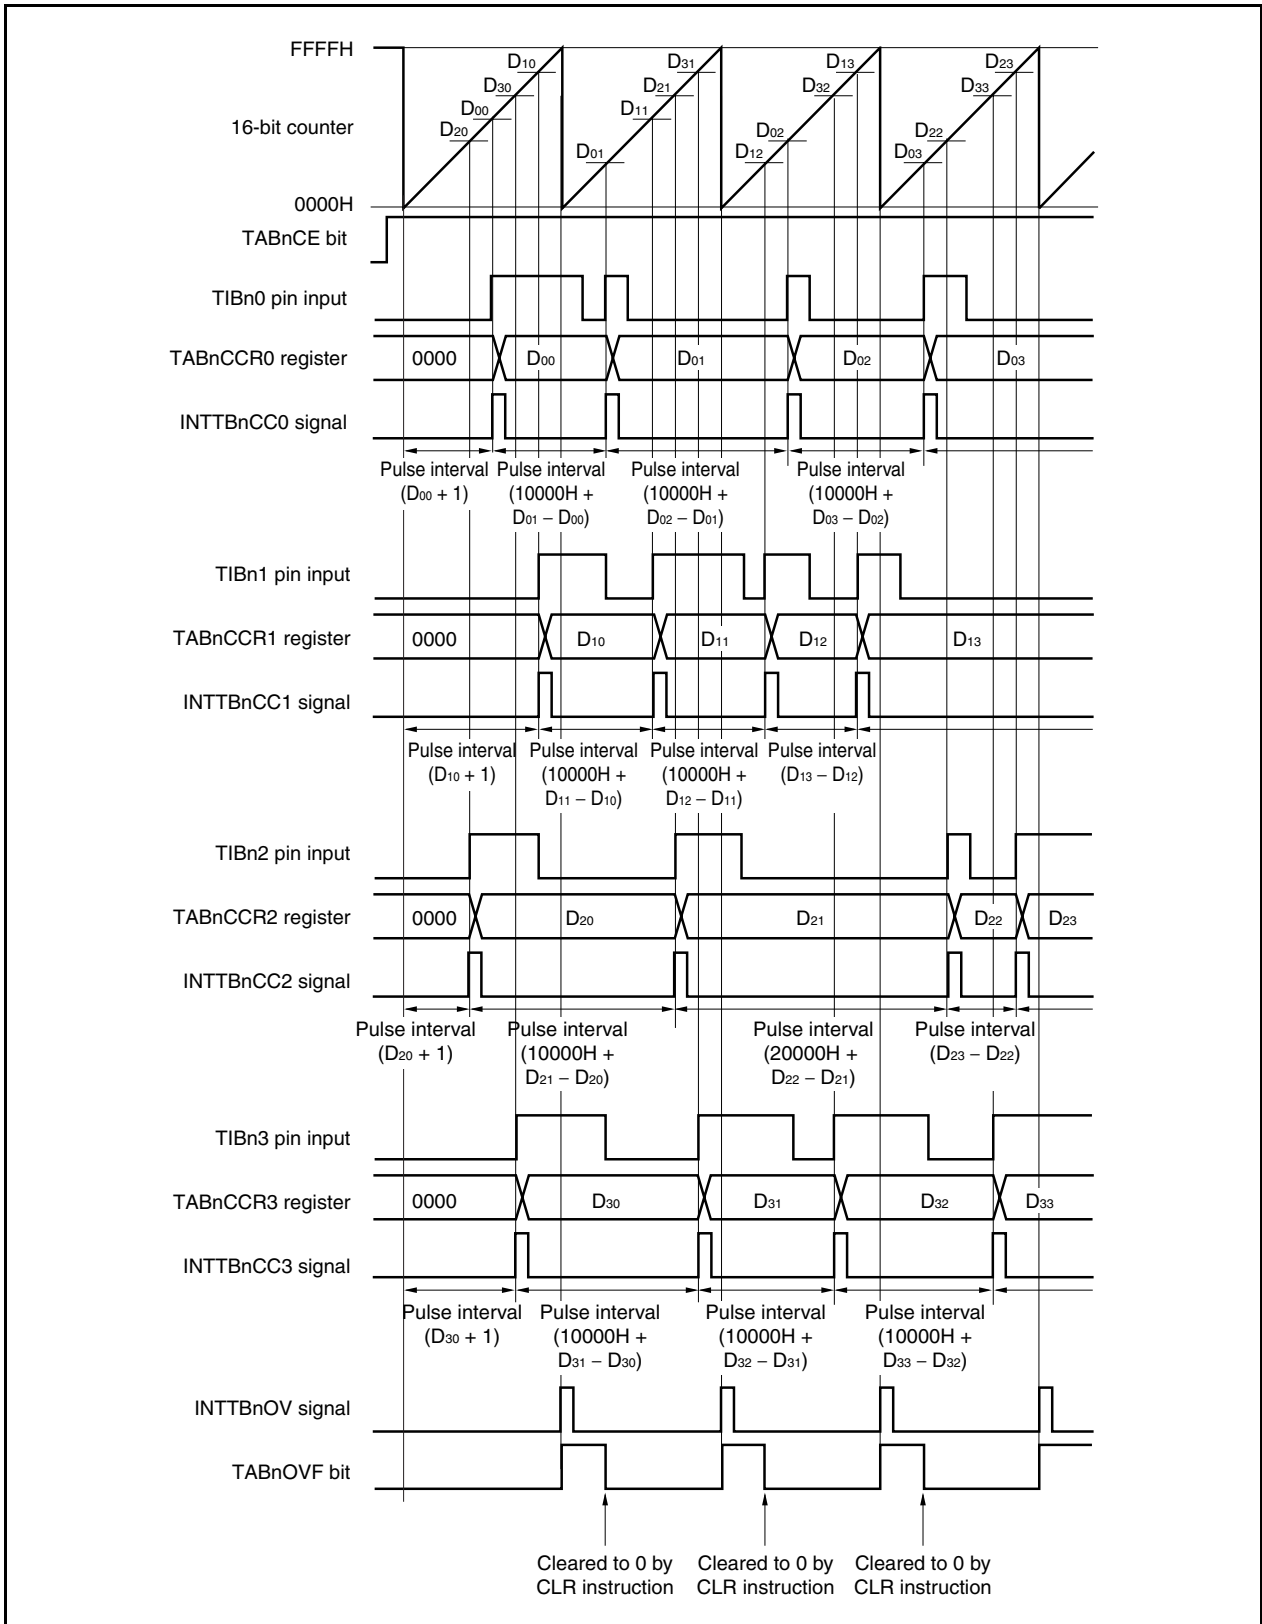 FFFFH
D10
D31
D13
D23
D30
D21
D32
D33
D00
D11
16-bit counter
D20
D02
D22
D01
D12
D03
0000H
TABnCE bit
TIBn0 pin input
TABnCCR0 register 0000 D00 D01 D02 D03
INTTBnCC0 signal
Pulse interval
(D00 + 1)
Pulse interval
(10000H +
D01 – D00)
Pulse interval
(10000H +
D02 – D01)
Pulse interval
(10000H +
D03 – D02)
TIBn1 pin input
TABnCCR1 register 0000 D10 D11 D12 D13
INTTBnCC1 signal
Pulse interval
(D10 + 1)
Pulse interval
(10000H +
D11 – D10)
Pulse interval
(10000H +
D12 – D11)
Pulse interval
(D13 – D12)
TIBn2 pin input
TABnCCR2 register 0000 D20 D21 D22 D23
INTTBnCC2 signal
Pulse interval
(D20 + 1)
Pulse interval
(10000H +
D21 – D20)
Pulse interval
(20000H +
D22 – D21)
Pulse interval
(D23 – D22)
TIBn3 pin input
TABnCCR3 register 0000 D30 D31 D32 D33
INTTBnCC3 signal
Pulse interval
(D30 + 1)
Pulse interval
(10000H +
D31 – D30)
Pulse interval
(10000H +
D32 – D31)
Pulse interval
(10000H +
D33 – D32)
INTTBnOV signal
TABnOVF bit
Cleared to 0 by
CLR instruction
Cleared to 0 by
CLR instruction
Cleared to 0 by
CLR instruction